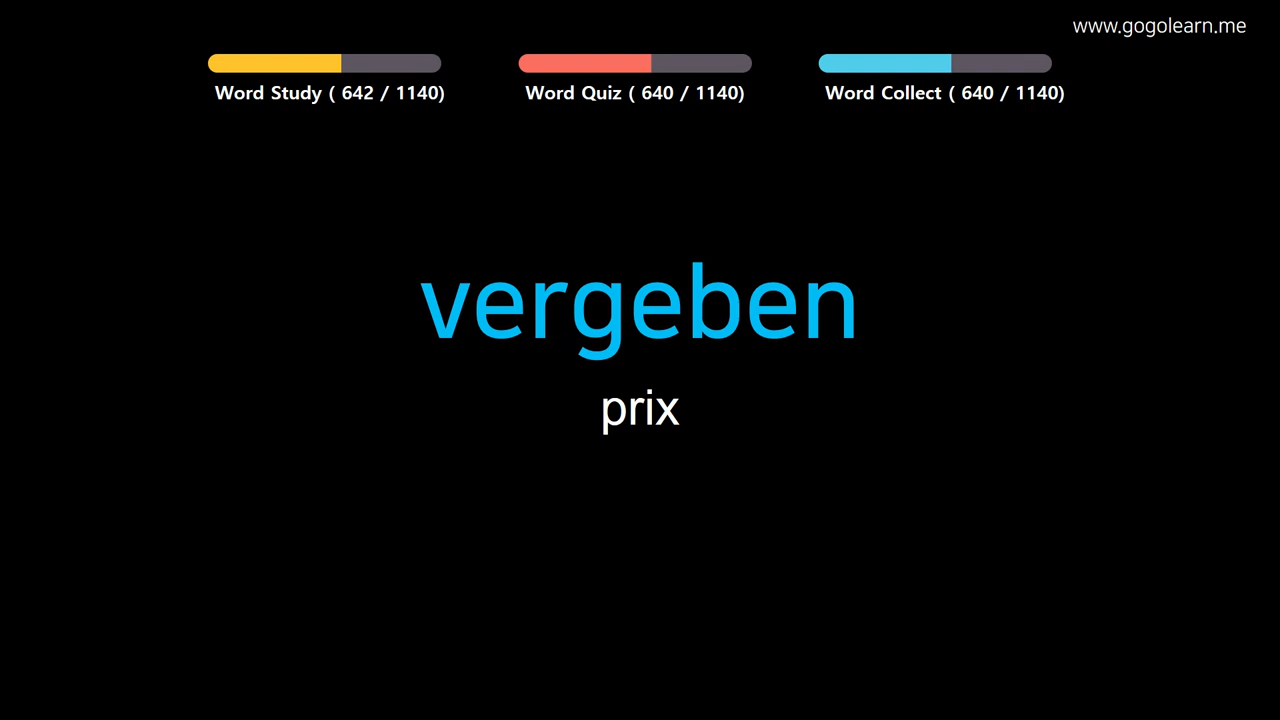 www.gogolearn.me
Word Study ( 642 / 1140)
Word Quiz ( 640 / 1140)
Word Collect ( 640 / 1140)
vergeben
prix